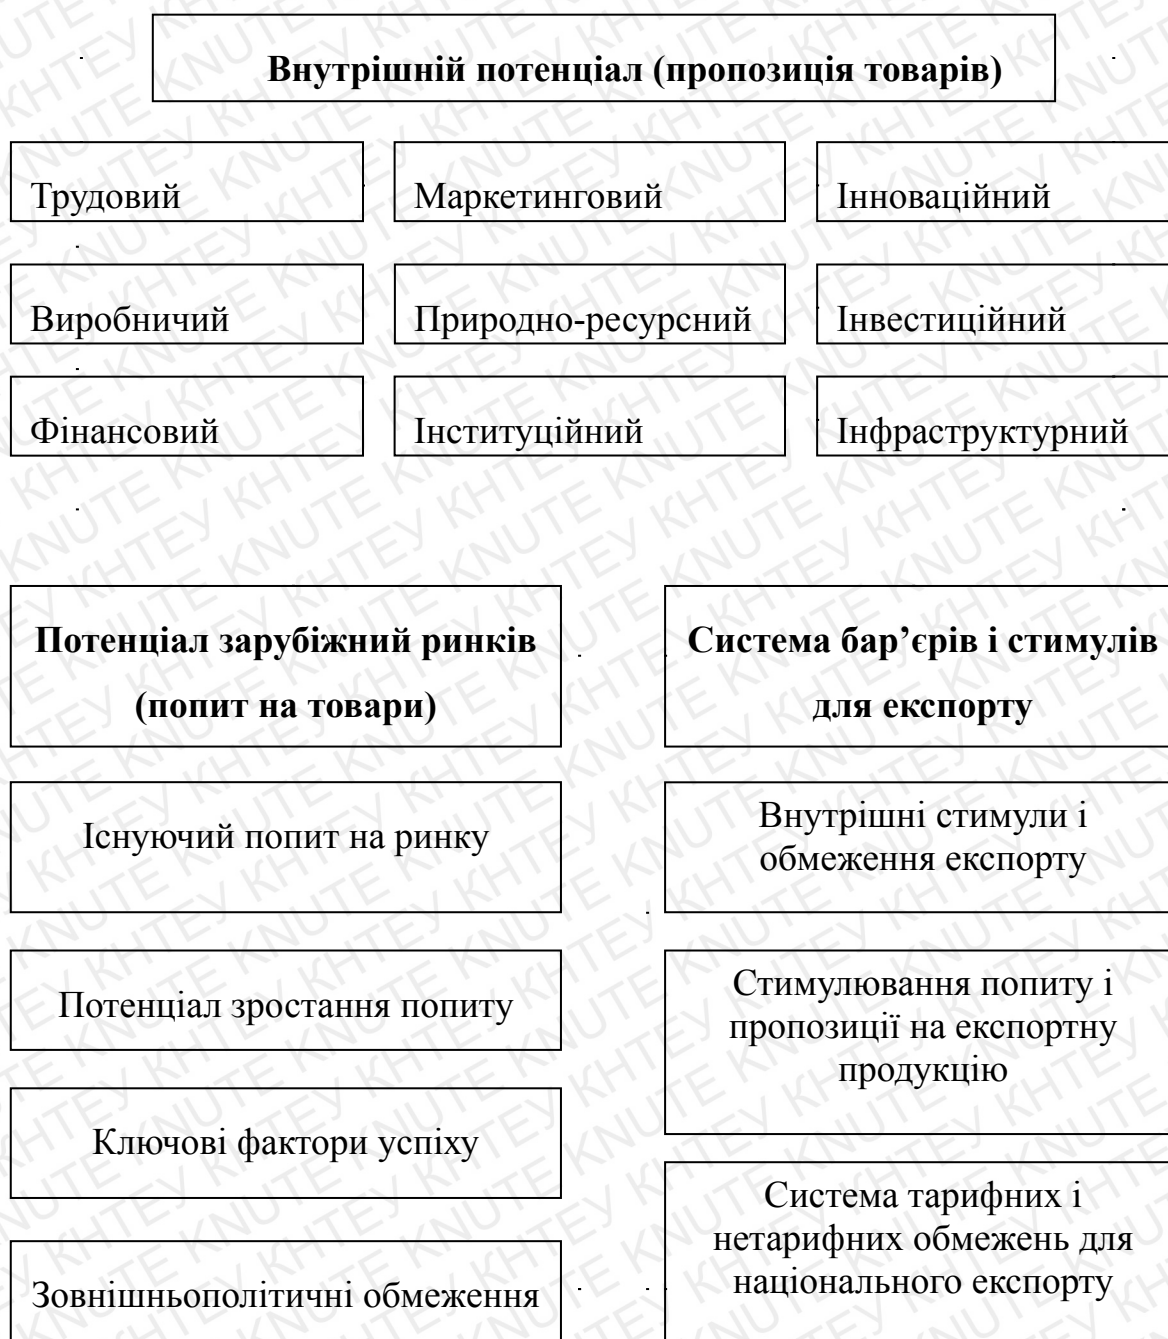 Внутрішній потенціал (пропозиція товарів)
Трудовий
Маркетинговий
Інноваційний
Виробничий
Природно-ресурсний
Інвестиційний
Фінансовий
Інституційний
Інфраструктурний
Потенціал зарубіжний ринків
(попит на товари)
Система бар’єрів і стимулів
для експорту
Існуючий попит на ринку
Внутрішні стимули і
обмеження експорту
Потенціал зростання попиту
Стимулювання попиту і
пропозиції на експортну
продукцію
Ключові фактори успіху
Система тарифних і
нетарифних обмежень для
національного експорту
Зовнішньополітичні обмеження